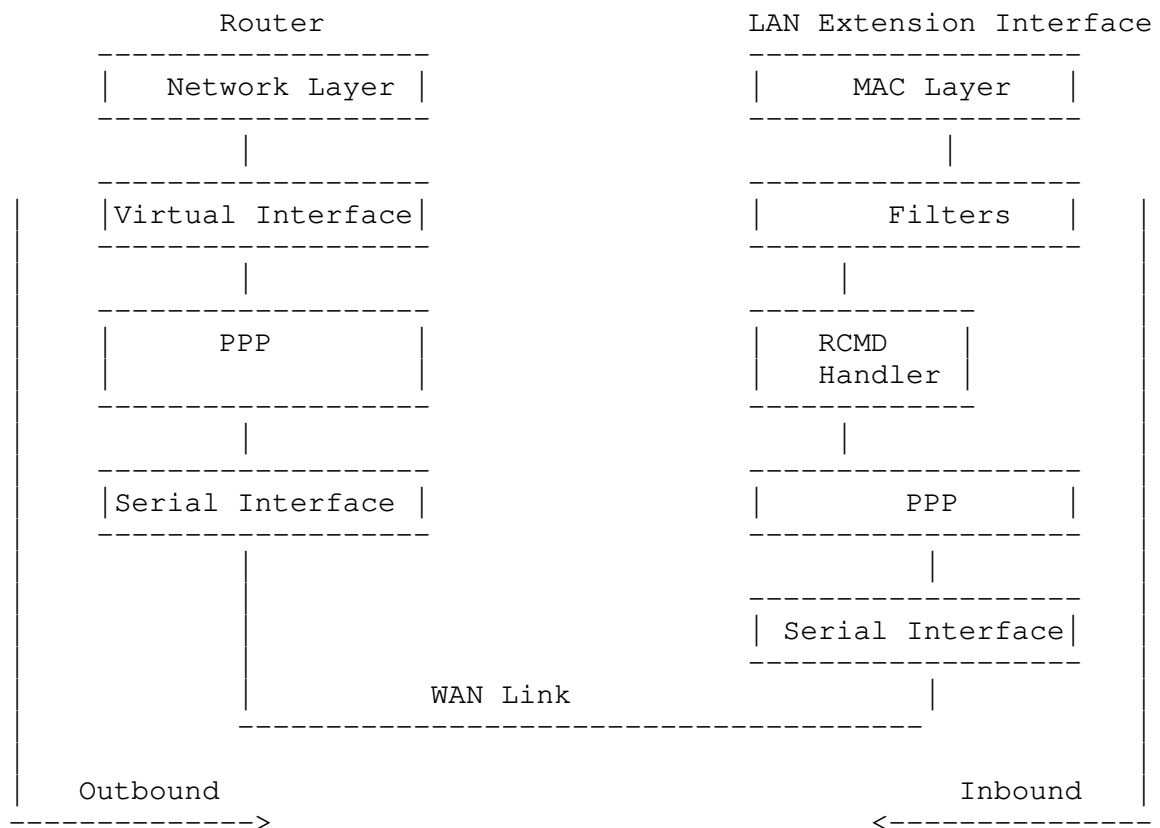 Router LAN Extension Interface
Network Layer MAC Layer
Virtual Interface Filters
PPP RCMD
Handler
Serial Interface PPP
Serial Interface
WAN Link
Outbound Inbound